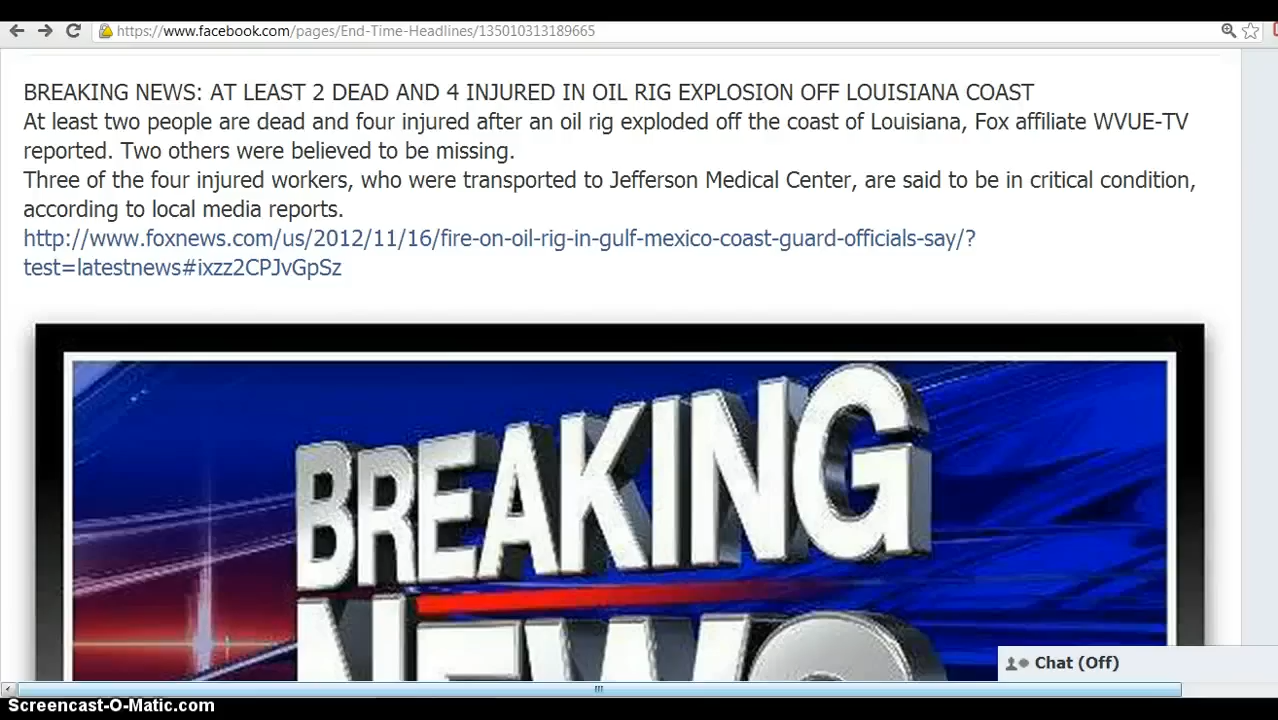 https://www.facebook.com/pages/End-Time-Headlines/135010313189665
BREAKING NEWS: AT LEAST 2 DEAD AND 4 INJURED IN OIL RIG EXPLOSION OFF LOUISIANA COAST
At least two people are dead and four injured after an oil rig exploded off the coast of Louisiana, Fox affiliate WVUE-TV
reported. Two others were believed to be missing.
Three of the four injured workers, who were transported to Jefferson Medical Center, are said to be in critical condition,
according to local media reports.
http://www.foxnews.com/us/2012/11/16/fire-on-oil-rig-in-gulf-mexico-coast-guard-officials-say/?
test=latestnews#ixzz2CPJvGpSz
BREAKING
NEWS
Chat (Off)
Screencast-O-Matic.com